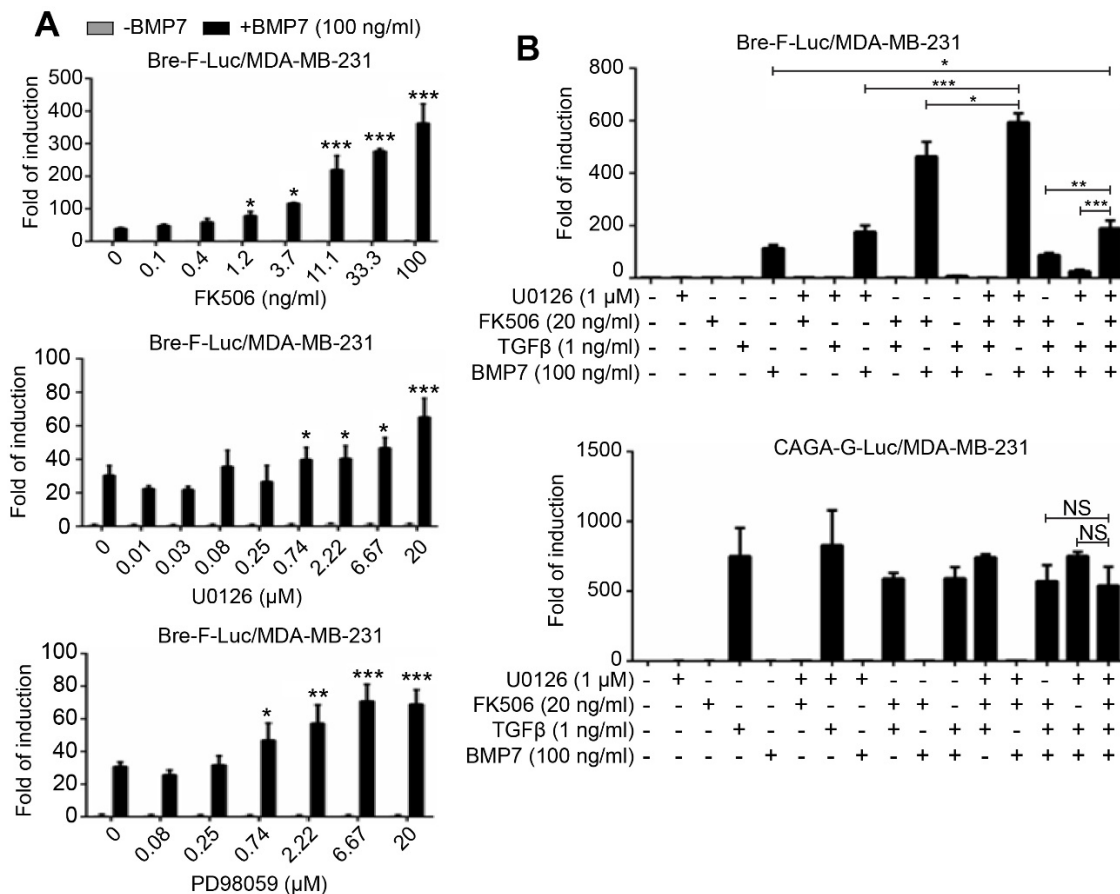 A
-BMP7
+BMP7 (100 ng/ml)
Bre-F-Luc/MDA-MB-231
Fold of induction
500
400
300
200
100
0
*
*
***
***
***
0
0.1
0.4
1.2
3.7
11.1
33.3
100
FK506 (ng/ml)
Bre-F-Luc/MDA-MB-231
Fold of induction
100
80
60
40
20
0
*
*
*
***
0
0.01
0.03
0.08
0.25
0.74
2.22
6.67
20
U0126 (µM)
Bre-F-Luc/MDA-MB-231
Fold of induction
100
80
60
40
20
0
*
**
***
***
0
0.08
0.25
0.74
2.22
6.67
20
PD98059 (µM)
B
Bre-F-Luc/MDA-MB-231
Fold of induction
800
600
400
200
0
*
***
*
**
***
U0126 (1 µM) - + - - - + + + - - - + + - + +
FK506 (20 ng/ml) - - + - - + - - + + - + + + - +
TGFβ (1 ng/ml) - - - + - - + - + - + + - + + +
BMP7 (100 ng/ml) - - - - + - - + - + + - + + + +
CAGA-G-Luc/MDA-MB-231
Fold of induction
1500
1000
500
0
NS
NS
U0126 (1 µM) - + - - - + + + - - - + + - + +
FK506 (20 ng/ml) - - + - - + - - + + - + + + - +
TGFβ (1 ng/ml) - - - + - - + - + - + + - + + +
BMP7 (100 ng/ml) - - - - + - - + - + + - + + + +